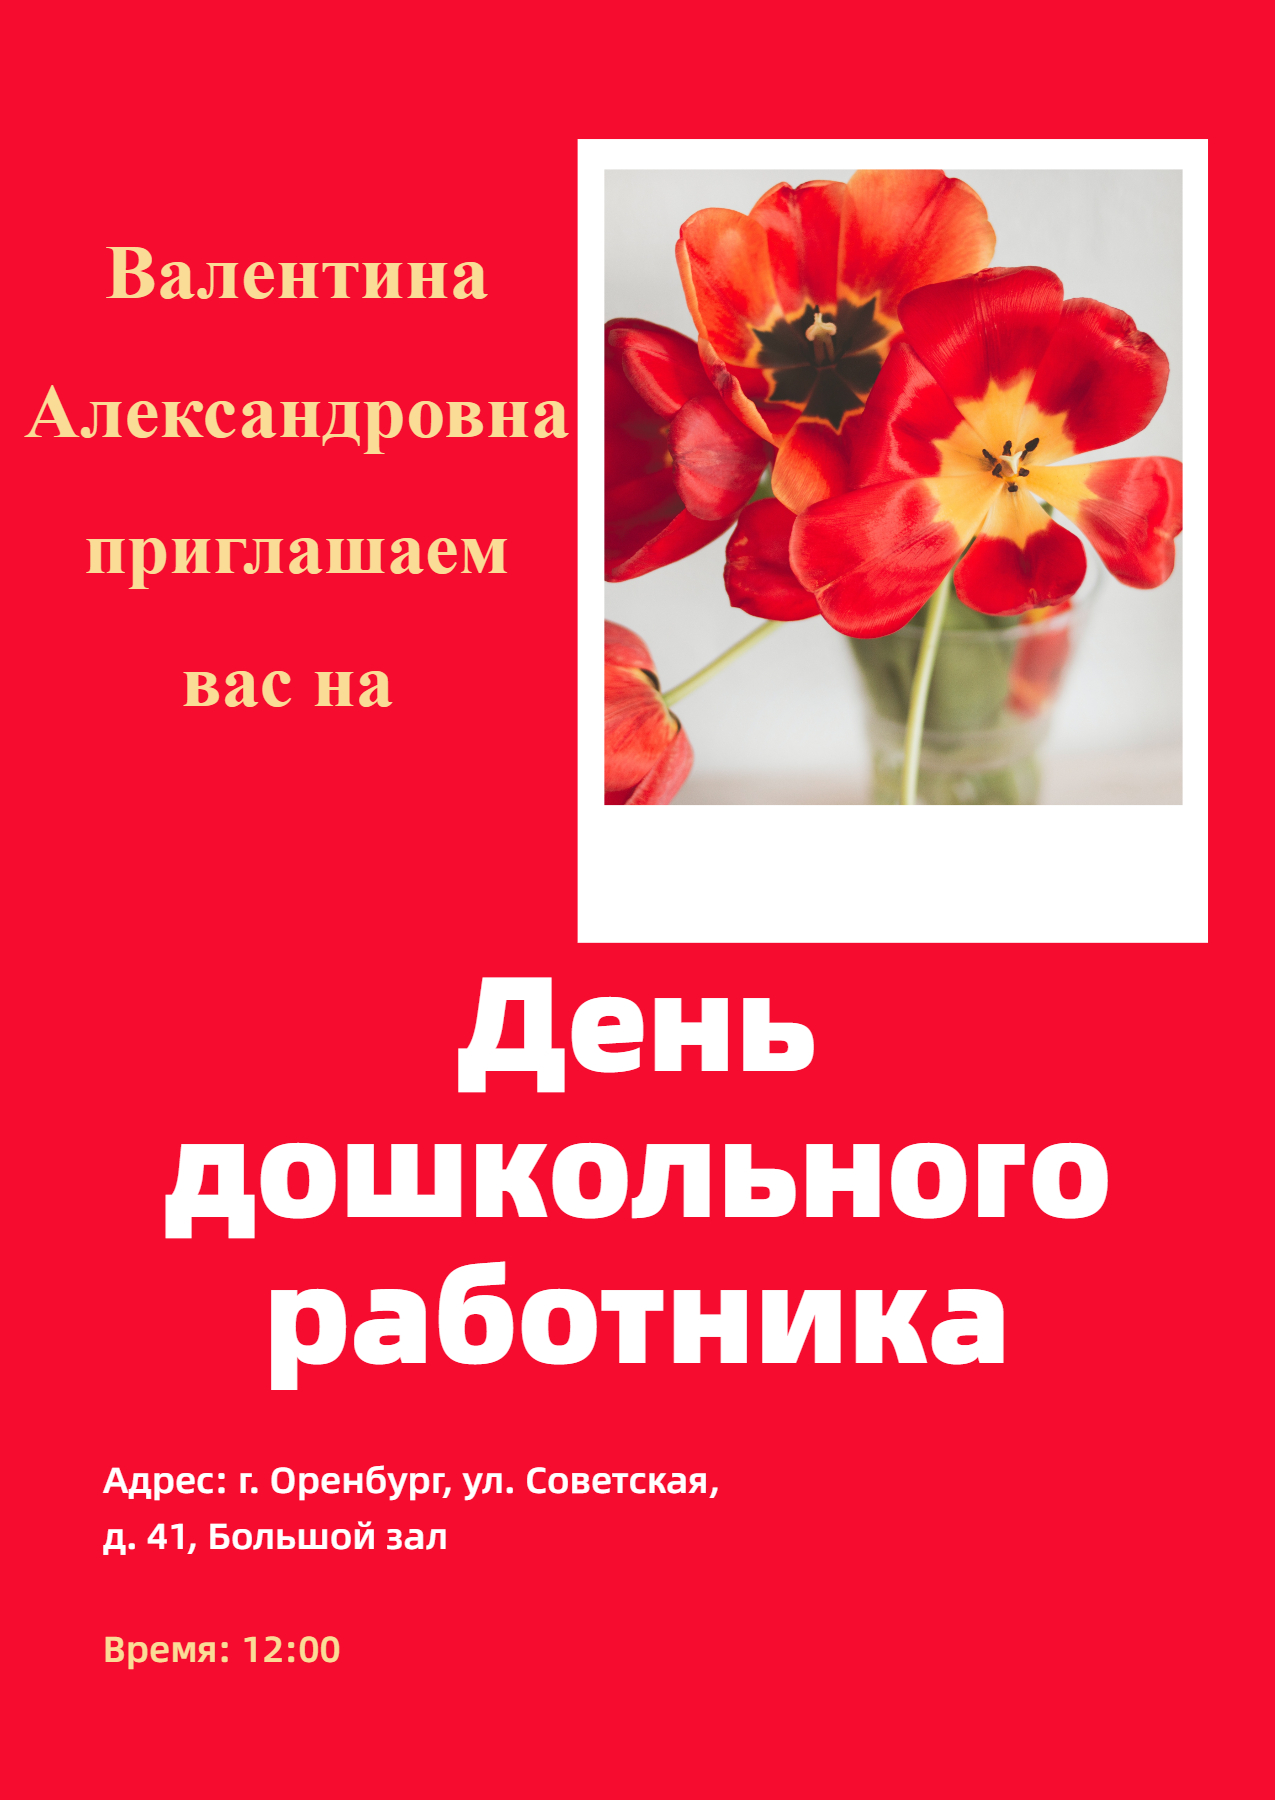 Валентина
Александровна
приглашаем
вас на
День
дошкольного
работника
Адрес: г. Оренбург, ул. Советская,
д. 41, Большой зал
Время: 12:00